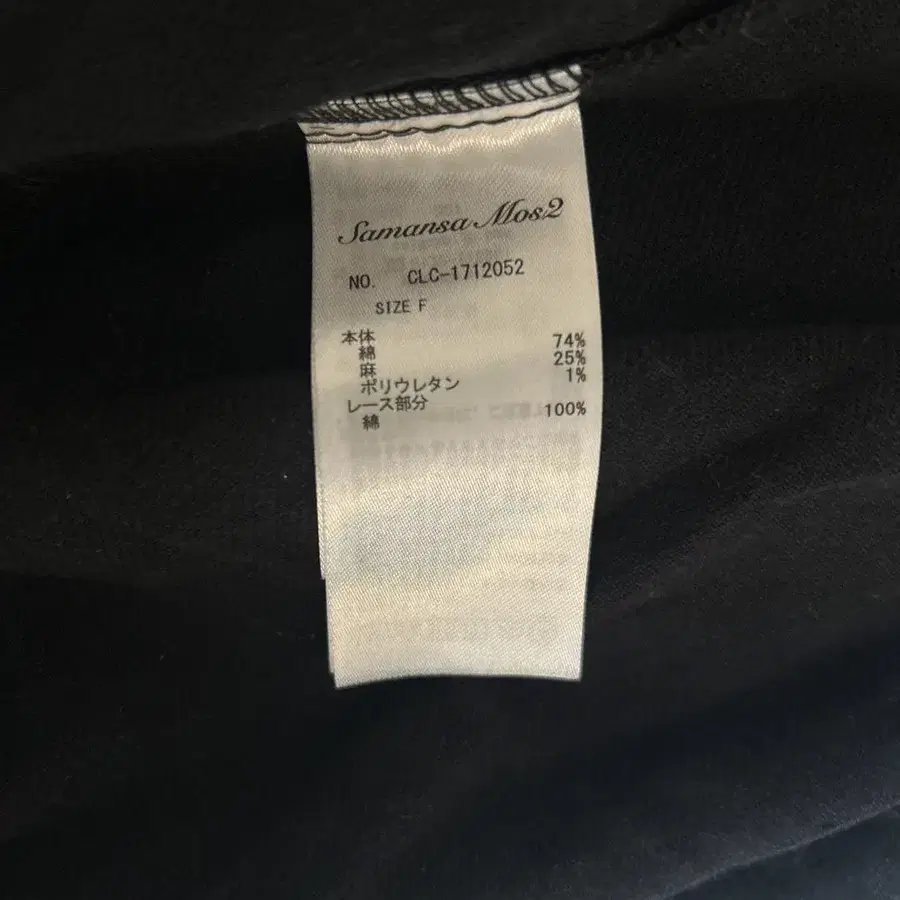 Samansa Mos2
NO. CLC-1712052
SIZE F
本体
綿 74%
麻 25%
ポリウレタン 1%
レース部分
綿 100%